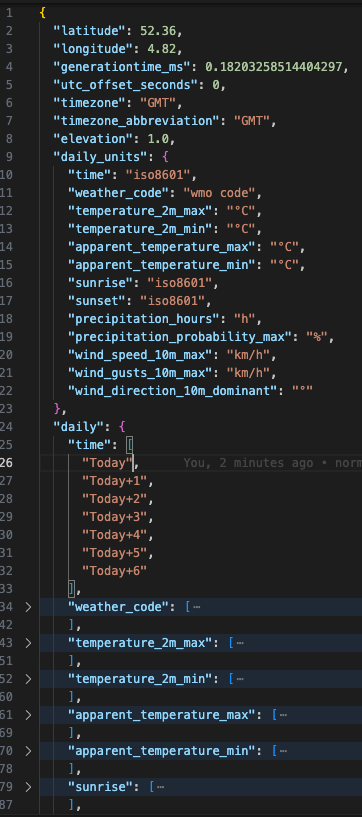 1 {
2 "latitude": 52.36,
3 "longitude": 4.82,
4 "generationtime_ms": 0.18203258514404297,
5 "utc_offset_seconds": 0,
6 "timezone": "GMT",
7 "timezone_abbreviation": "GMT",
8 "elevation": 1.0,
9 "daily_units": {
10 "time": "iso8601",
11 "weather_code": "wmo code",
12 "temperature_2m_max": "°C",
13 "temperature_2m_min": "°C",
14 "apparent_temperature_max": "°C",
15 "apparent_temperature_min": "°C",
16 "sunrise": "iso8601",
17 "sunset": "iso8601",
18 "precipitation_hours": "h",
19 "precipitation_probability_max": "%",
20 "wind_speed_10m_max": "km/h",
21 "wind_gusts_10m_max": "km/h",
22 "wind_direction_10m_dominant": "°"
23 },
24 "daily": {
25 "time": [
26 "Today", You, 2 minutes ago • norm
27 "Today+1",
28 "Today+2",
29 "Today+3",
30 "Today+4",
31 "Today+5",
32 "Today+6"
33 ],
34 > "weather_code": [⋯
42 ],
43 > "temperature_2m_max": [⋯
51 ],
52 > "temperature_2m_min": [⋯
60 ],
61 > "apparent_temperature_max": [⋯
69 ],
70 > "apparent_temperature_min": [⋯
78 ],
79 > "sunrise": [⋯
87 ],